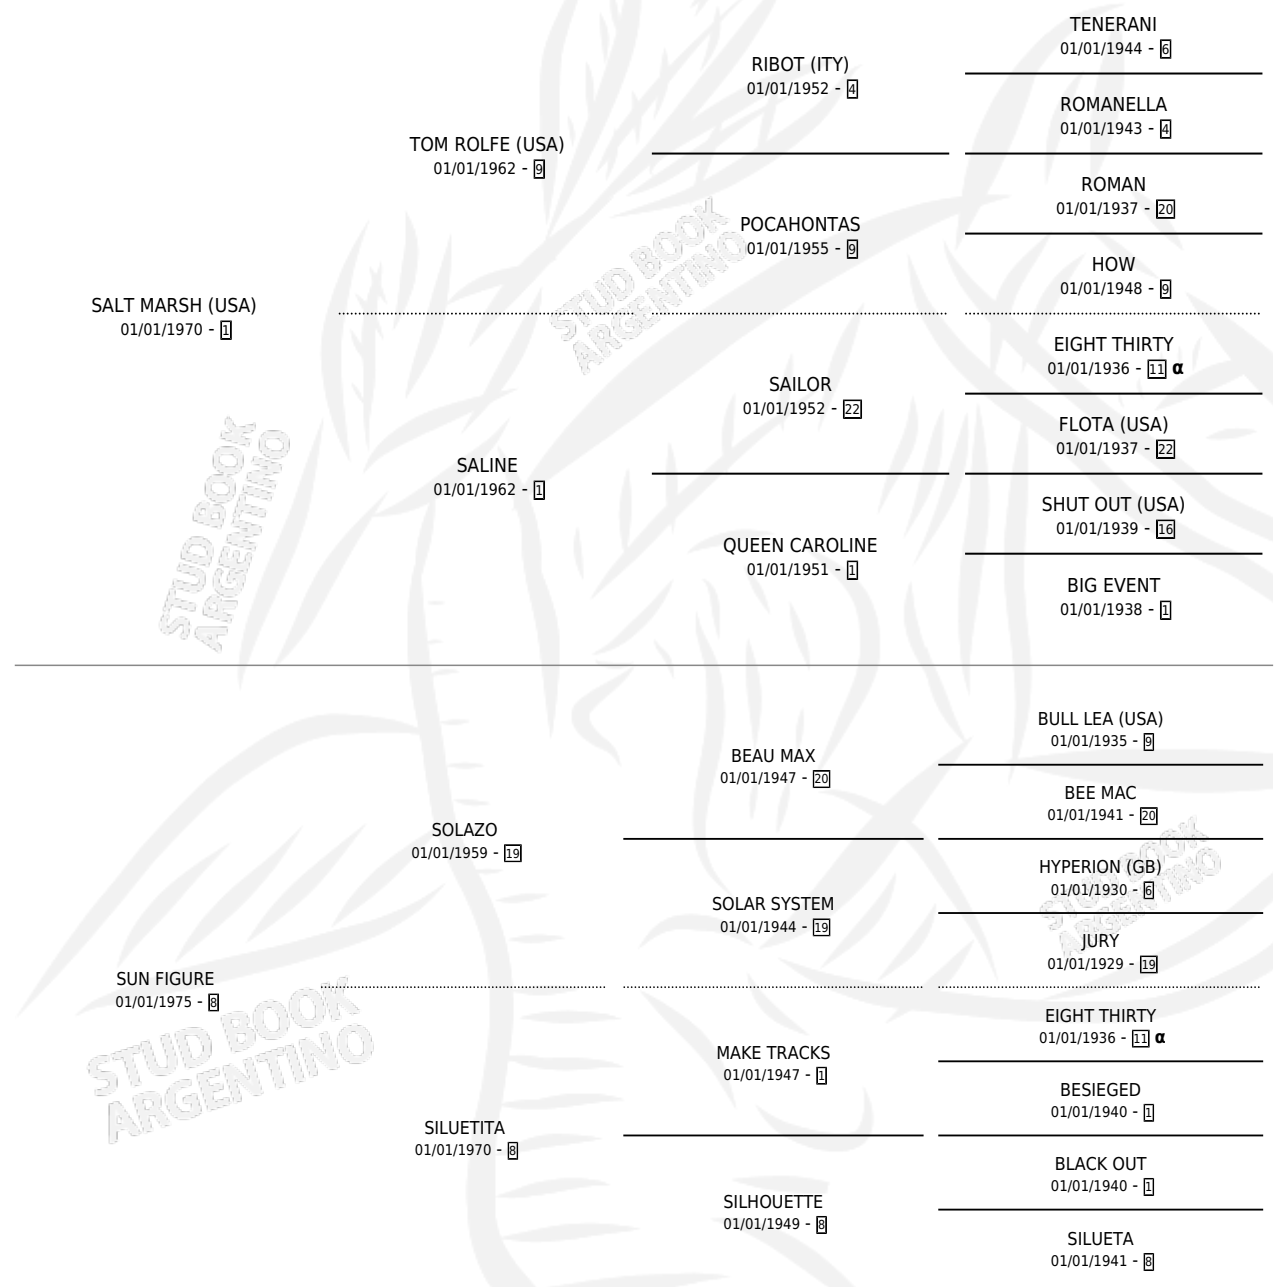 TENERANI
01/01/1944 - 6
RIBOT (ITY)
01/01/1952 - 4
ROMANELLA
01/01/1943 - 4
TOM ROLFE (USA)
01/01/1962 - 9
ROMAN
01/01/1937 - 20
POCAHONTAS
01/01/1955 - 9
HOW
01/01/1948 - 9
SALT MARSH (USA)
01/01/1970 - 1
EIGHT THIRTY
01/01/1936 - 11 α
SAILOR
01/01/1952 - 22
FLOTA (USA)
01/01/1937 - 22
SALINE
01/01/1962 - 1
SHUT OUT (USA)
01/01/1939 - 16
QUEEN CAROLINE
01/01/1951 - 1
BIG EVENT
01/01/1938 - 1
BULL LEA (USA)
01/01/1935 - 9
BEAU MAX
01/01/1947 - 20
BEE MAC
01/01/1941 - 20
SOLAZO
01/01/1959 - 19
HYPERION (GB)
01/01/1930 - 6
SOLAR SYSTEM
01/01/1944 - 19
JURY
01/01/1929 - 19
SUN FIGURE
01/01/1975 - 8
EIGHT THIRTY
01/01/1936 - 11 α
MAKE TRACKS
01/01/1947 - 1
BESIEGED
01/01/1940 - 1
SILUETITA
01/01/1970 - 8
BLACK OUT
01/01/1940 - 1
SILHOUETTE
01/01/1949 - 8
SILUETA
01/01/1941 - 8
STUD BOOK
ARGENTINO
STUD BOOK
ARGENTINO
STUD BOOK
ARGENTINO
STUD BOOK
ARGENTINO